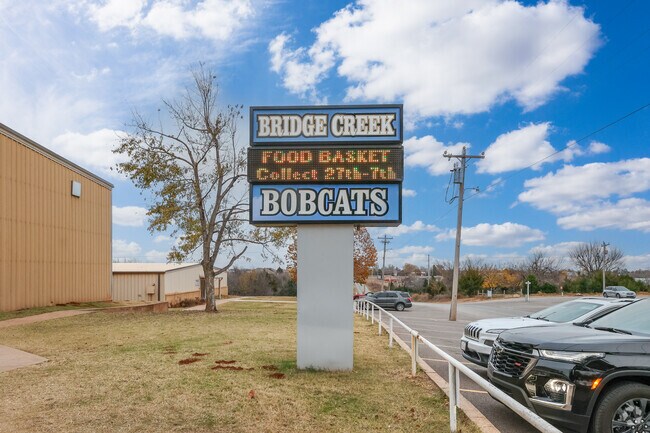 BRIDGE CREEK
FOOD BASKET
Collect 27th-7th
BOBCATS